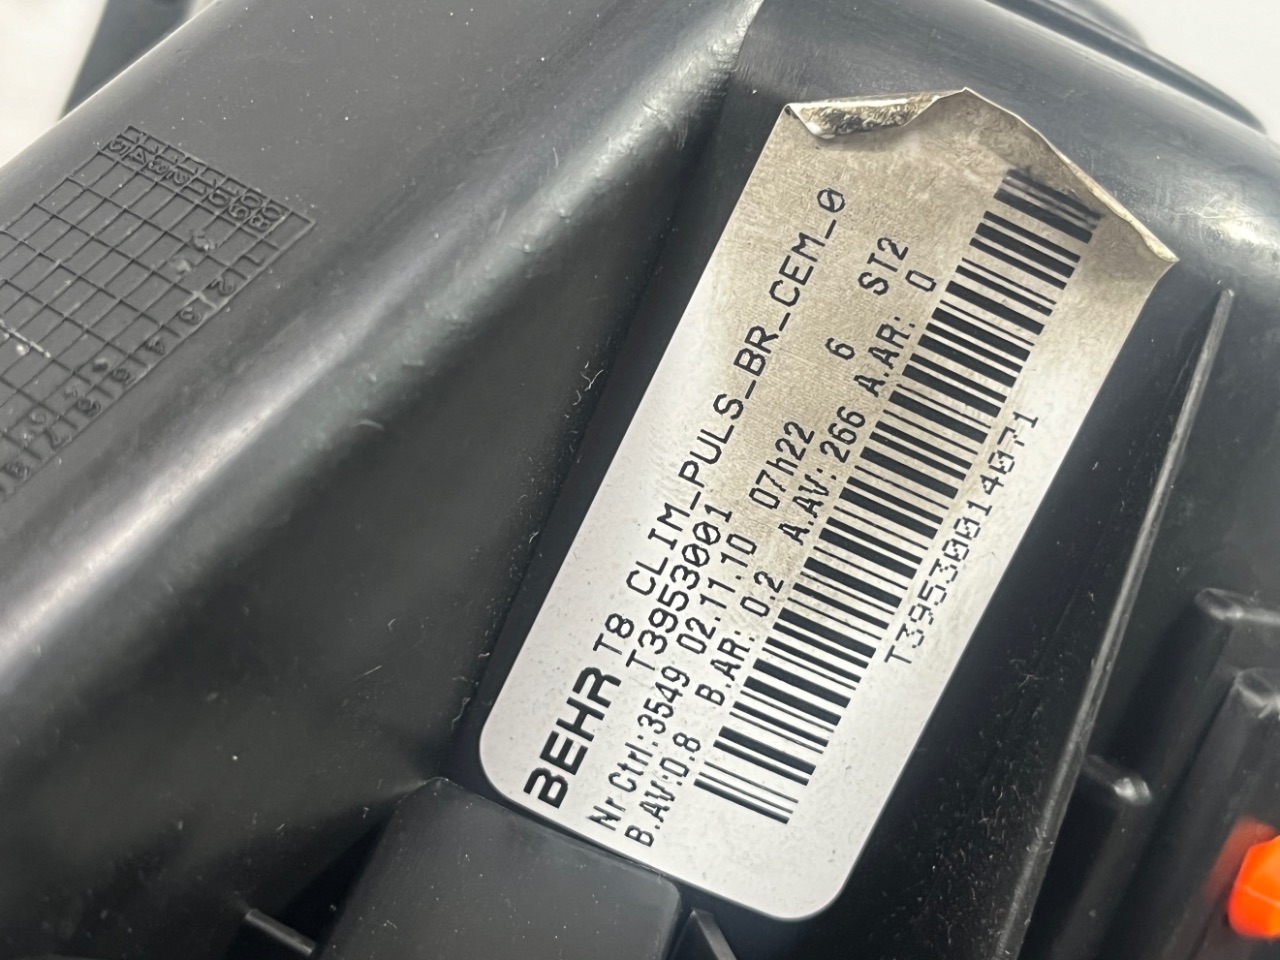 BEHR T8 CLIM_PULS_BR_CEM_0
T3953001
Nr Ctrl:3549 02.11.10 07h22 6 ST2
B.AV:0.8 B.AR: 0.2 A.AV:266 A.AR: 0
T39530014071